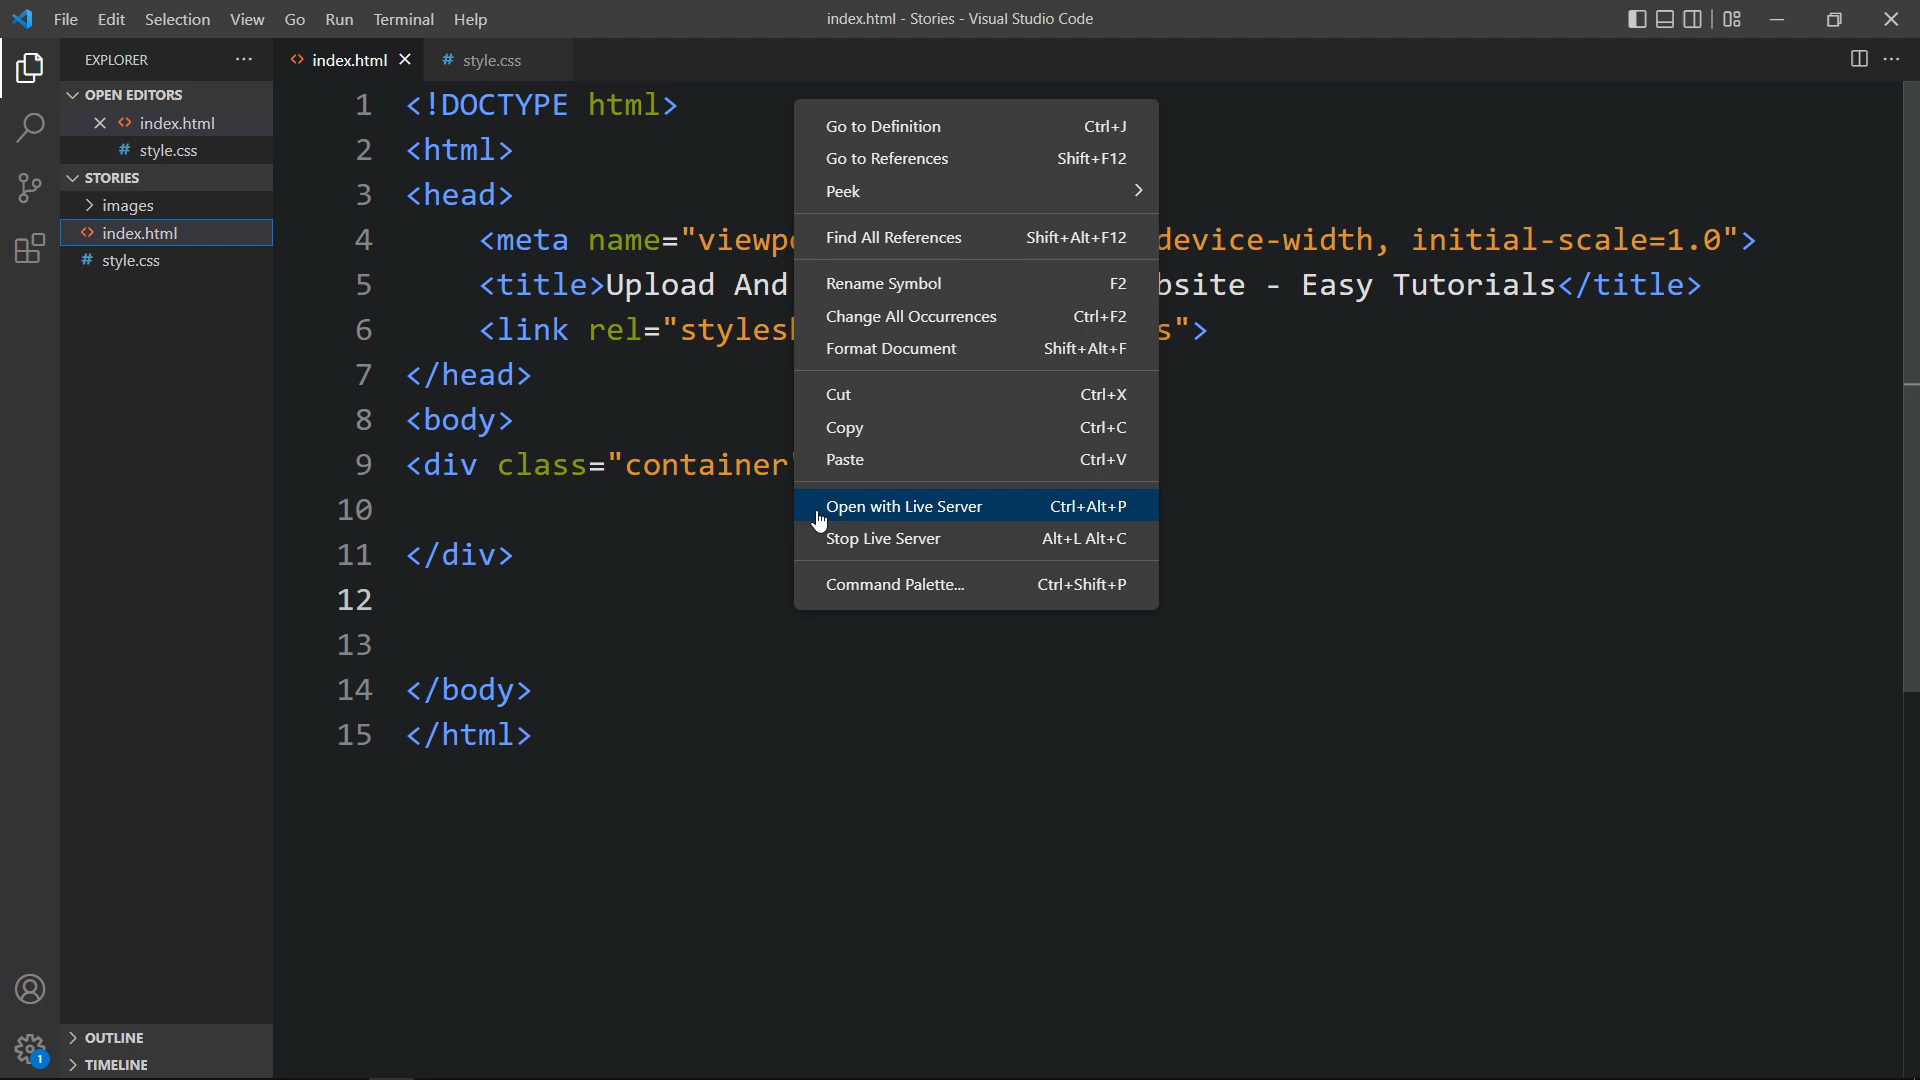 File Edit Selection View Go Run Terminal Help
index.html - Stories - Visual Studio Code
EXPLORER
index.html
# style.css
OPEN EDITORS
index.html
# style.css
STORIES
images
index.html
# style.css
OUTLINE
TIMELINE
1
1 <!DOCTYPE html>
2 <html>
3 <head>
4 <meta name="viewp device-width, initial-scale=1.0">
5 <title>Upload And bsite - Easy Tutorials</title>
6 <link rel="styles s">
7 </head>
8 <body>
9 <div class="container
10
11 </div>
12
13
14 </body>
15 </html>
Go to Definition Ctrl+J
Go to References Shift+F12
Peek
Find All References Shift+Alt+F12
Rename Symbol F2
Change All Occurrences Ctrl+F2
Format Document Shift+Alt+F
Cut Ctrl+X
Copy Ctrl+C
Paste Ctrl+V
Open with Live Server Ctrl+Alt+P
Stop Live Server Alt+L Alt+C
Command Palette... Ctrl+Shift+P